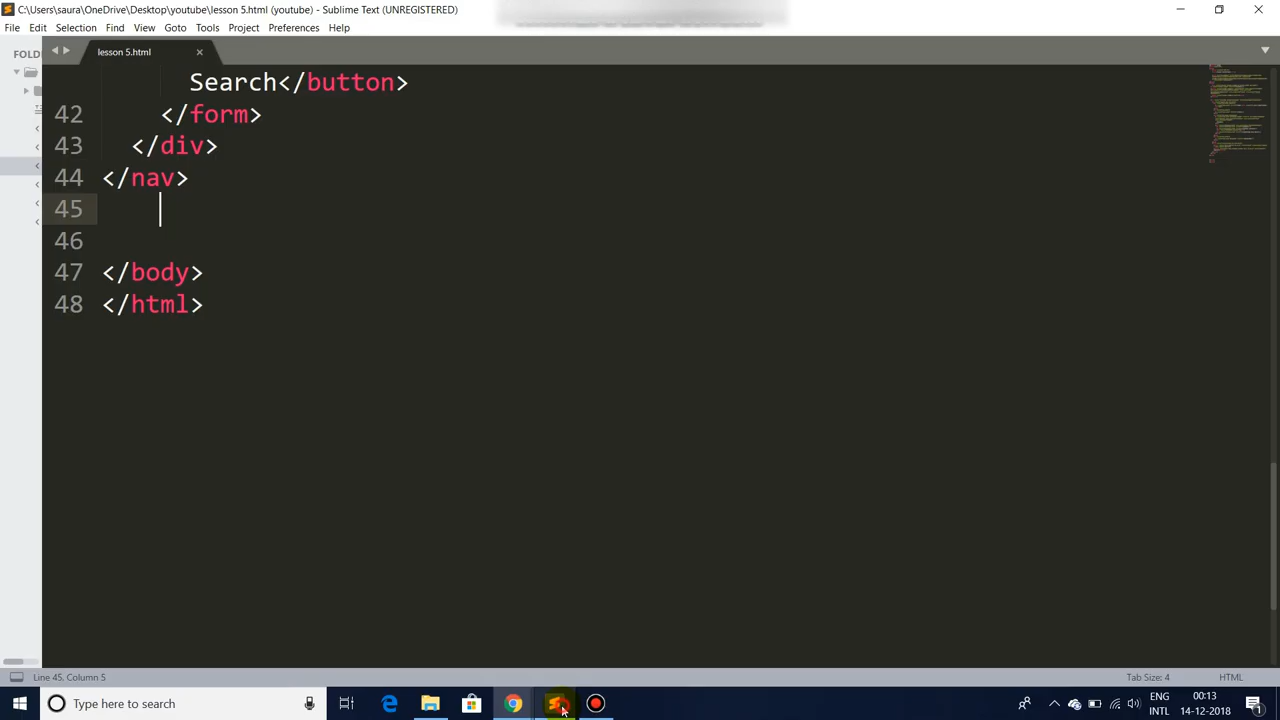 C:\Users\saura\OneDrive\Desktop\youtube\lesson 5.html (youtube) - Sublime Text (UNREGISTERED)
File Edit Selection Find View Goto Tools Project Preferences Help
FOLD
lesson 5.html
Search</button>
42 </form>
43 </div>
44 </nav>
45
46
47 </body>
48 </html>
Line 45, Column 5
Tab Size: 4
HTML
Type here to search
ENG
INTL
00:13
14-12-2018
1